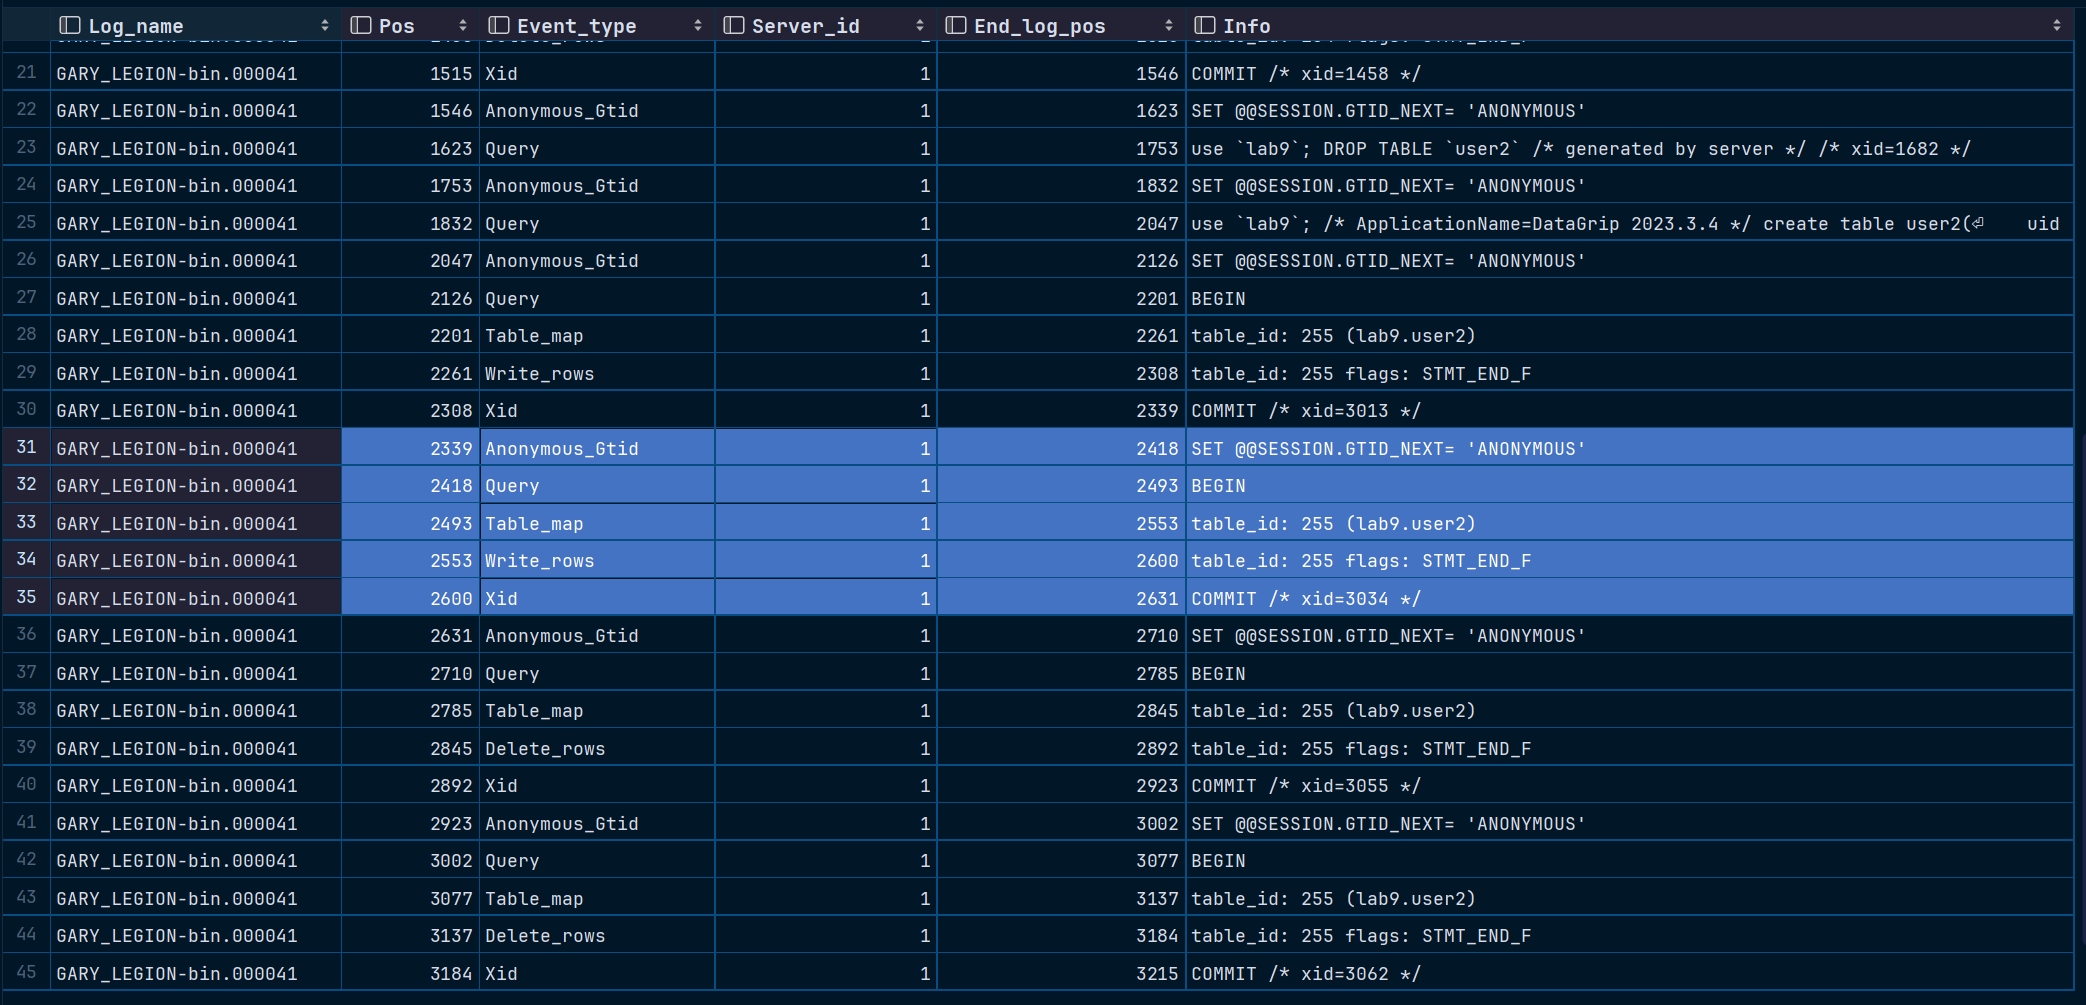 Log_name Pos Event_type Server_id End_log_pos Info
21 GARY_LEGION-bin.000041 1515 Xid 1 1546 COMMIT /* xid=1458 */
22 GARY_LEGION-bin.000041 1546 Anonymous_Gtid 1 1623 SET @@SESSION.GTID_NEXT= 'ANONYMOUS'
23 GARY_LEGION-bin.000041 1623 Query 1 1753 use `lab9`; DROP TABLE `user2` /* generated by server */ /* xid=1682 */
24 GARY_LEGION-bin.000041 1753 Anonymous_Gtid 1 1832 SET @@SESSION.GTID_NEXT= 'ANONYMOUS'
25 GARY_LEGION-bin.000041 1832 Query 1 2047 use `lab9`; /* ApplicationName=DataGrip 2023.3.4 */ create table user2(⏎    uid
26 GARY_LEGION-bin.000041 2047 Anonymous_Gtid 1 2126 SET @@SESSION.GTID_NEXT= 'ANONYMOUS'
27 GARY_LEGION-bin.000041 2126 Query 1 2201 BEGIN
28 GARY_LEGION-bin.000041 2201 Table_map 1 2261 table_id: 255 (lab9.user2)
29 GARY_LEGION-bin.000041 2261 Write_rows 1 2308 table_id: 255 flags: STMT_END_F
30 GARY_LEGION-bin.000041 2308 Xid 1 2339 COMMIT /* xid=3013 */
31 GARY_LEGION-bin.000041 2339 Anonymous_Gtid 1 2418 SET @@SESSION.GTID_NEXT= 'ANONYMOUS'
32 GARY_LEGION-bin.000041 2418 Query 1 2493 BEGIN
33 GARY_LEGION-bin.000041 2493 Table_map 1 2553 table_id: 255 (lab9.user2)
34 GARY_LEGION-bin.000041 2553 Write_rows 1 2600 table_id: 255 flags: STMT_END_F
35 GARY_LEGION-bin.000041 2600 Xid 1 2631 COMMIT /* xid=3034 */
36 GARY_LEGION-bin.000041 2631 Anonymous_Gtid 1 2710 SET @@SESSION.GTID_NEXT= 'ANONYMOUS'
37 GARY_LEGION-bin.000041 2710 Query 1 2785 BEGIN
38 GARY_LEGION-bin.000041 2785 Table_map 1 2845 table_id: 255 (lab9.user2)
39 GARY_LEGION-bin.000041 2845 Delete_rows 1 2892 table_id: 255 flags: STMT_END_F
40 GARY_LEGION-bin.000041 2892 Xid 1 2923 COMMIT /* xid=3055 */
41 GARY_LEGION-bin.000041 2923 Anonymous_Gtid 1 3002 SET @@SESSION.GTID_NEXT= 'ANONYMOUS'
42 GARY_LEGION-bin.000041 3002 Query 1 3077 BEGIN
43 GARY_LEGION-bin.000041 3077 Table_map 1 3137 table_id: 255 (lab9.user2)
44 GARY_LEGION-bin.000041 3137 Delete_rows 1 3184 table_id: 255 flags: STMT_END_F
45 GARY_LEGION-bin.000041 3184 Xid 1 3215 COMMIT /* xid=3062 */